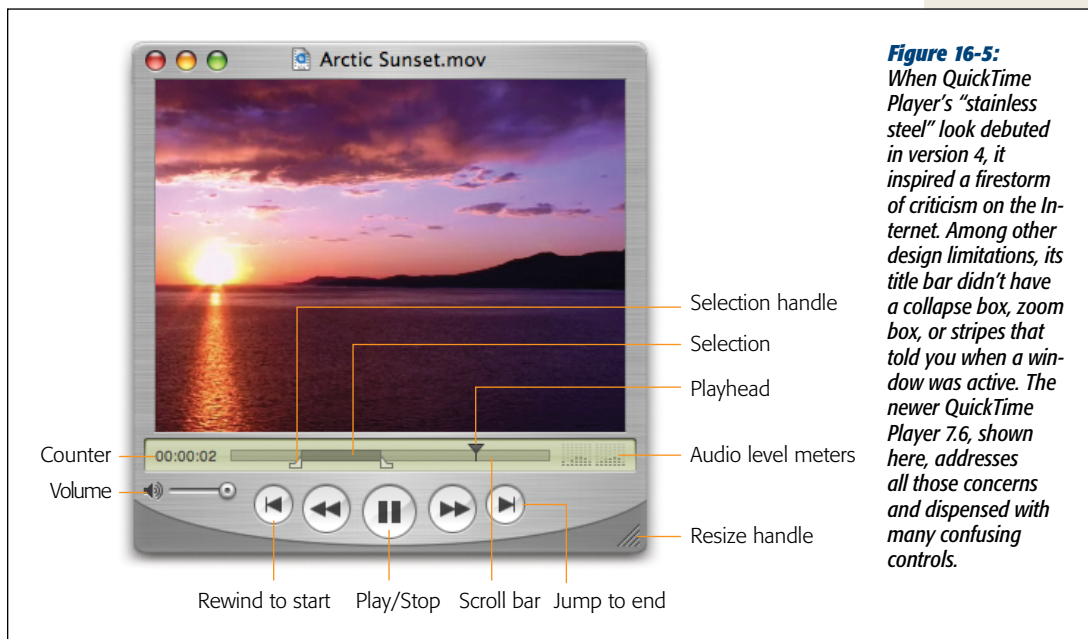 Arctic Sunset.mov
Selection handle
Selection
Playhead
Counter
00:00:02
Audio level meters
Volume
Resize handle
Rewind to start
Play/Stop
Scroll bar
Jump to end
Figure 16-5:
When QuickTime
Player’s “stainless
steel” look debuted
in version 4, it
inspired a firestorm
of criticism on the In-
ternet. Among other
design limitations, its
title bar didn’t have
a collapse box, zoom
box, or stripes that
told you when a win-
dow was active. The
newer QuickTime
Player 7.6, shown
here, addresses
all those concerns
and dispensed with
many confusing
controls.